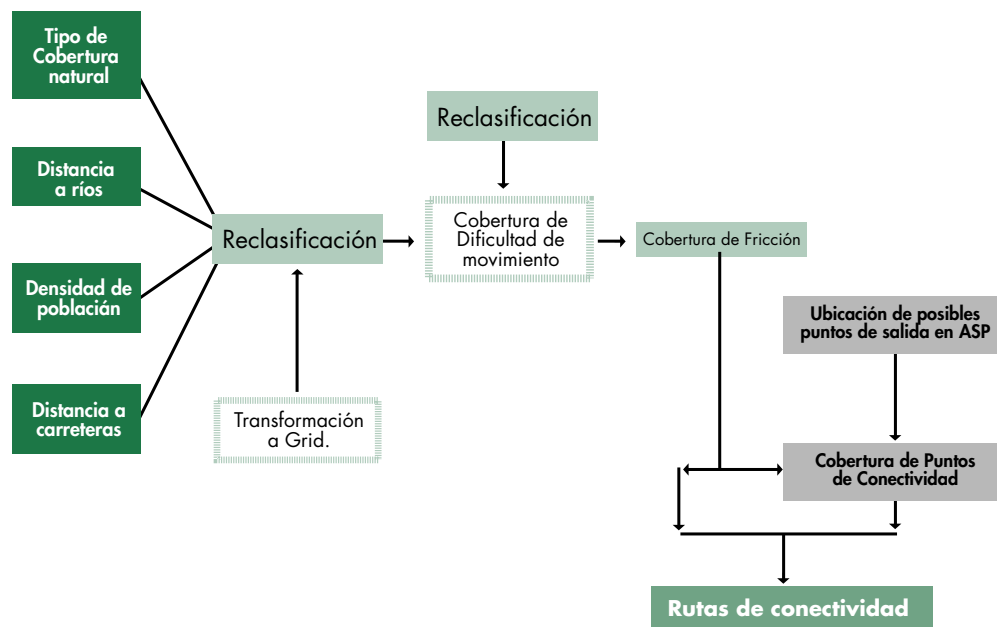 Tipo de
Cobertura
natural
Distancia
a ríos
Densidad de
poblácián
Distancia a
carreteras
Reclasificación
Transformación
a Grid.
Reclasificación
Cobertura de
Dificultad de
movimiento
Cobertura de Fricción
Ubicación de posibles
puntos de salida en ASP
Cobertura de Puntos
de Conectividad
Rutas de conectividad